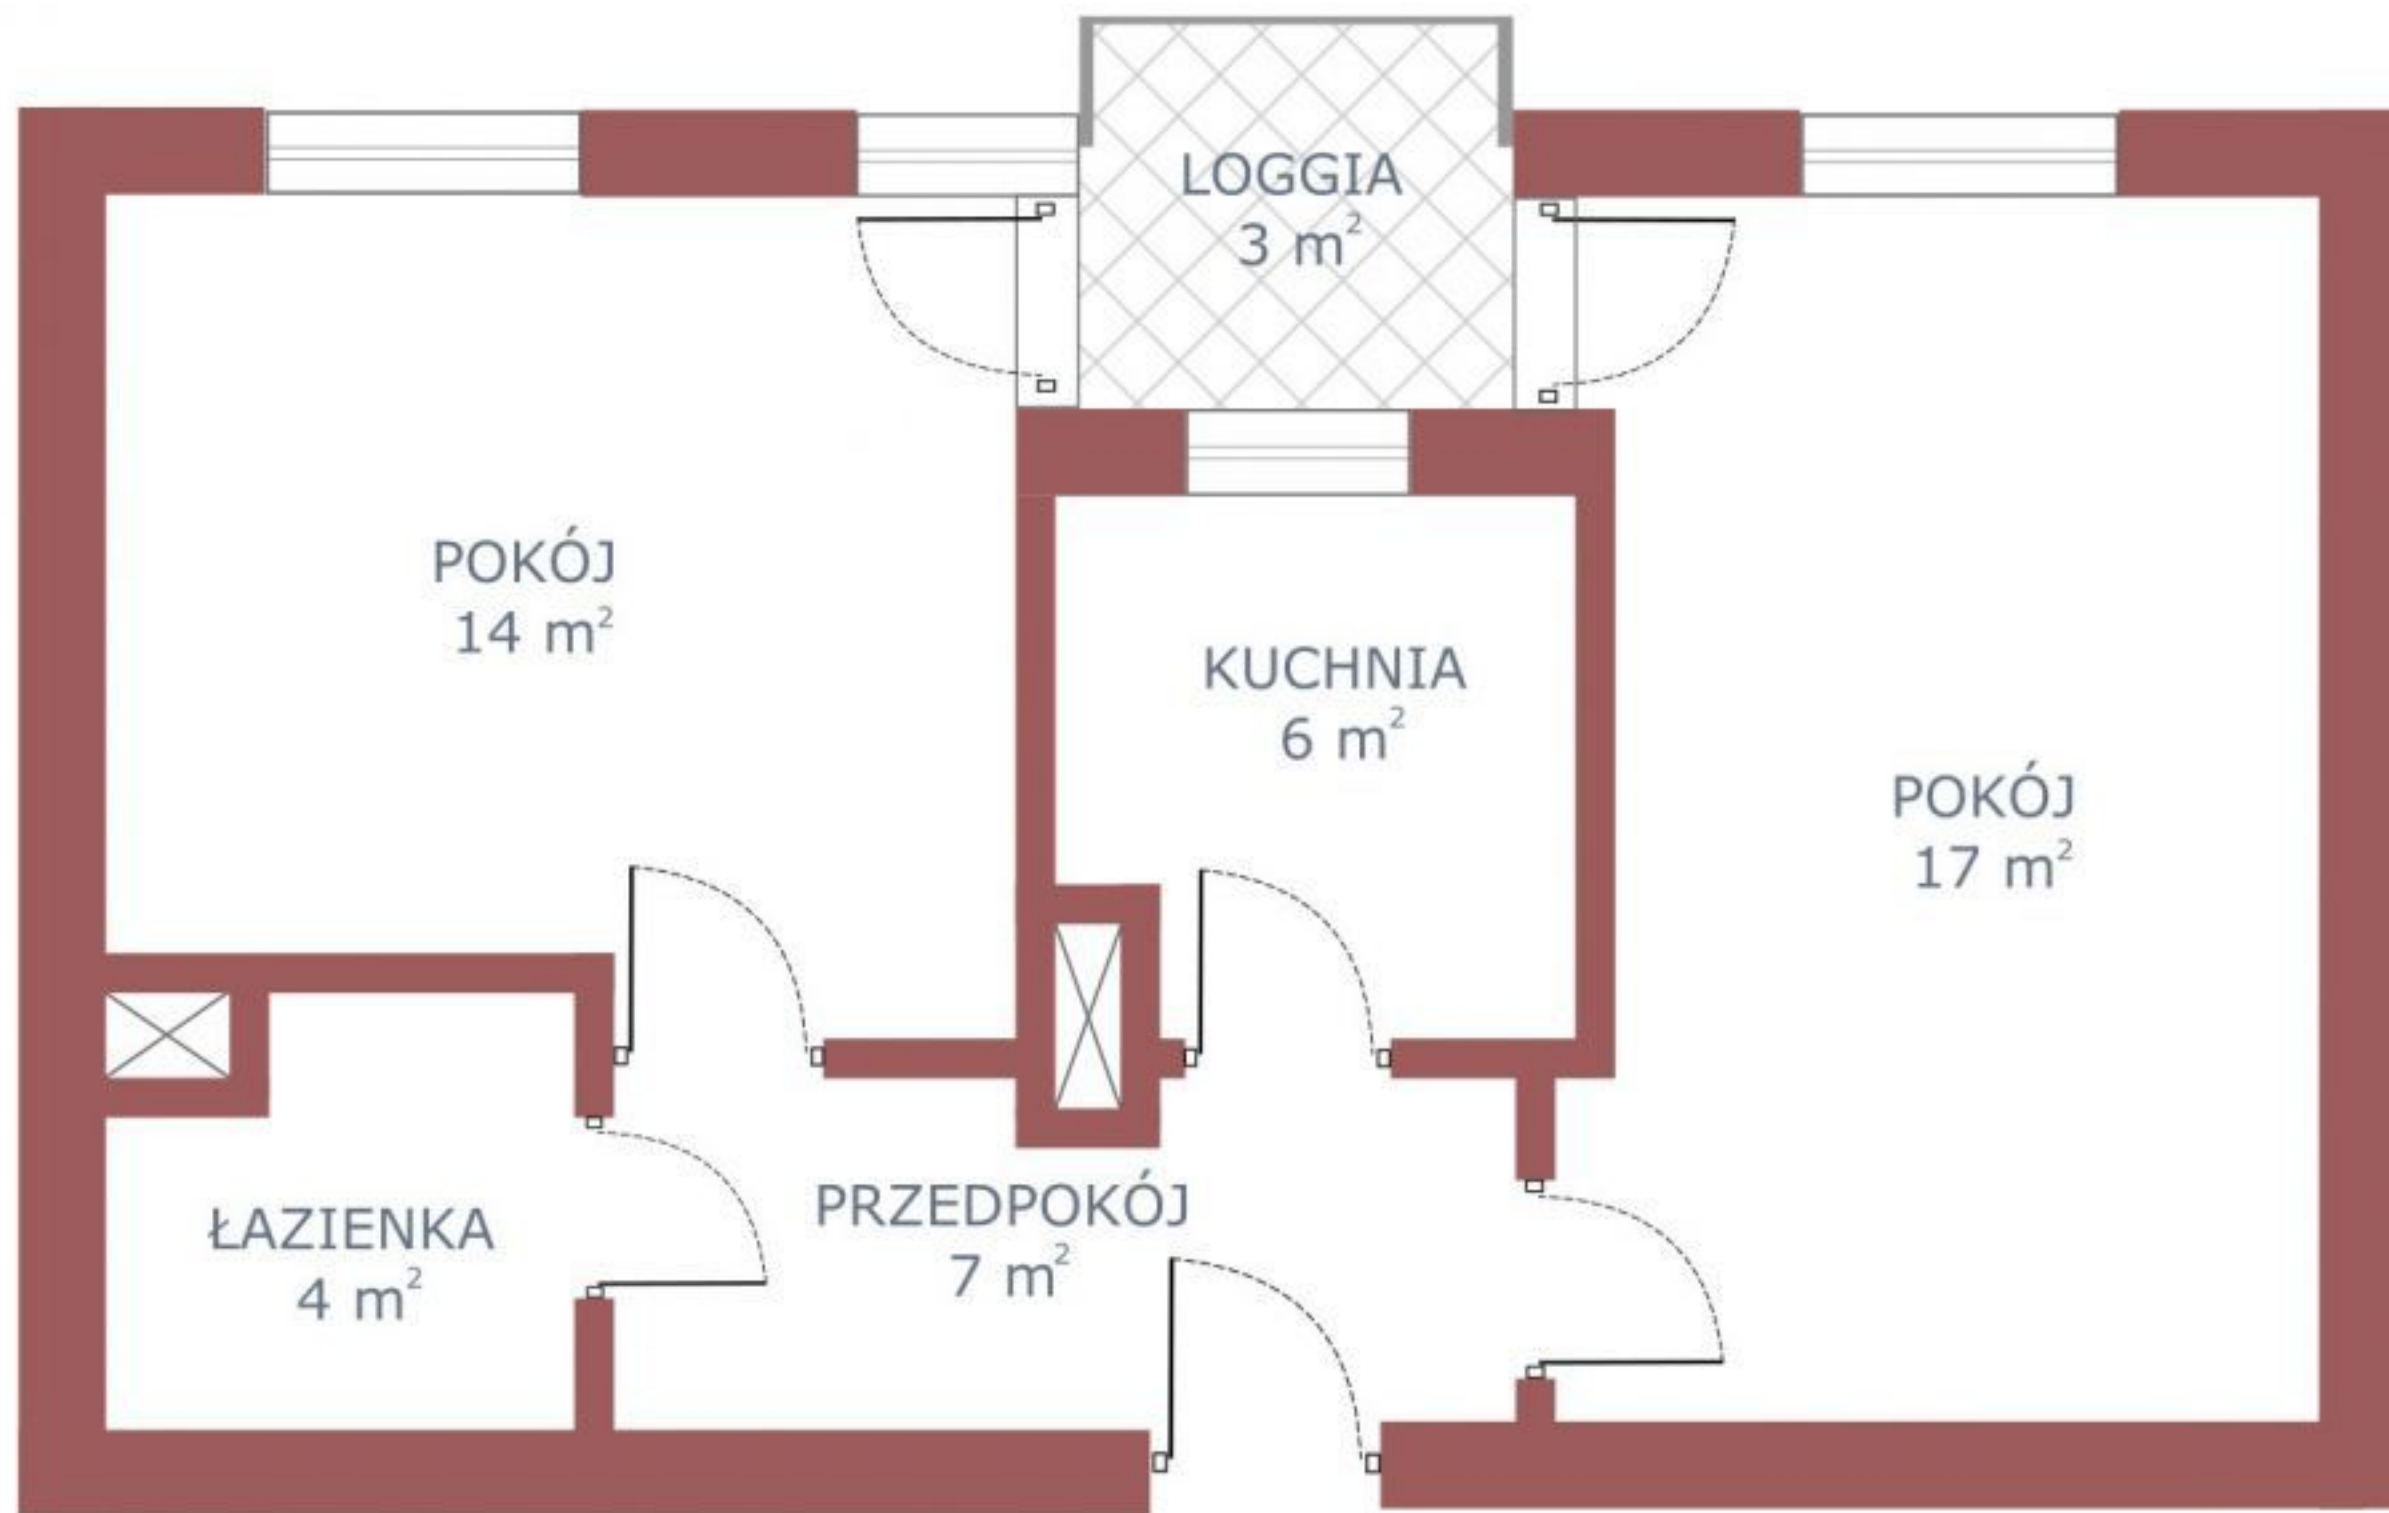 LOGGIA
3 m²
POKÓJ
14 m²
KUCHNIA
6 m²
POKÓJ
17 m²
ŁAZIENKA
4 m²
PRZEDPOKÓJ
7 m²